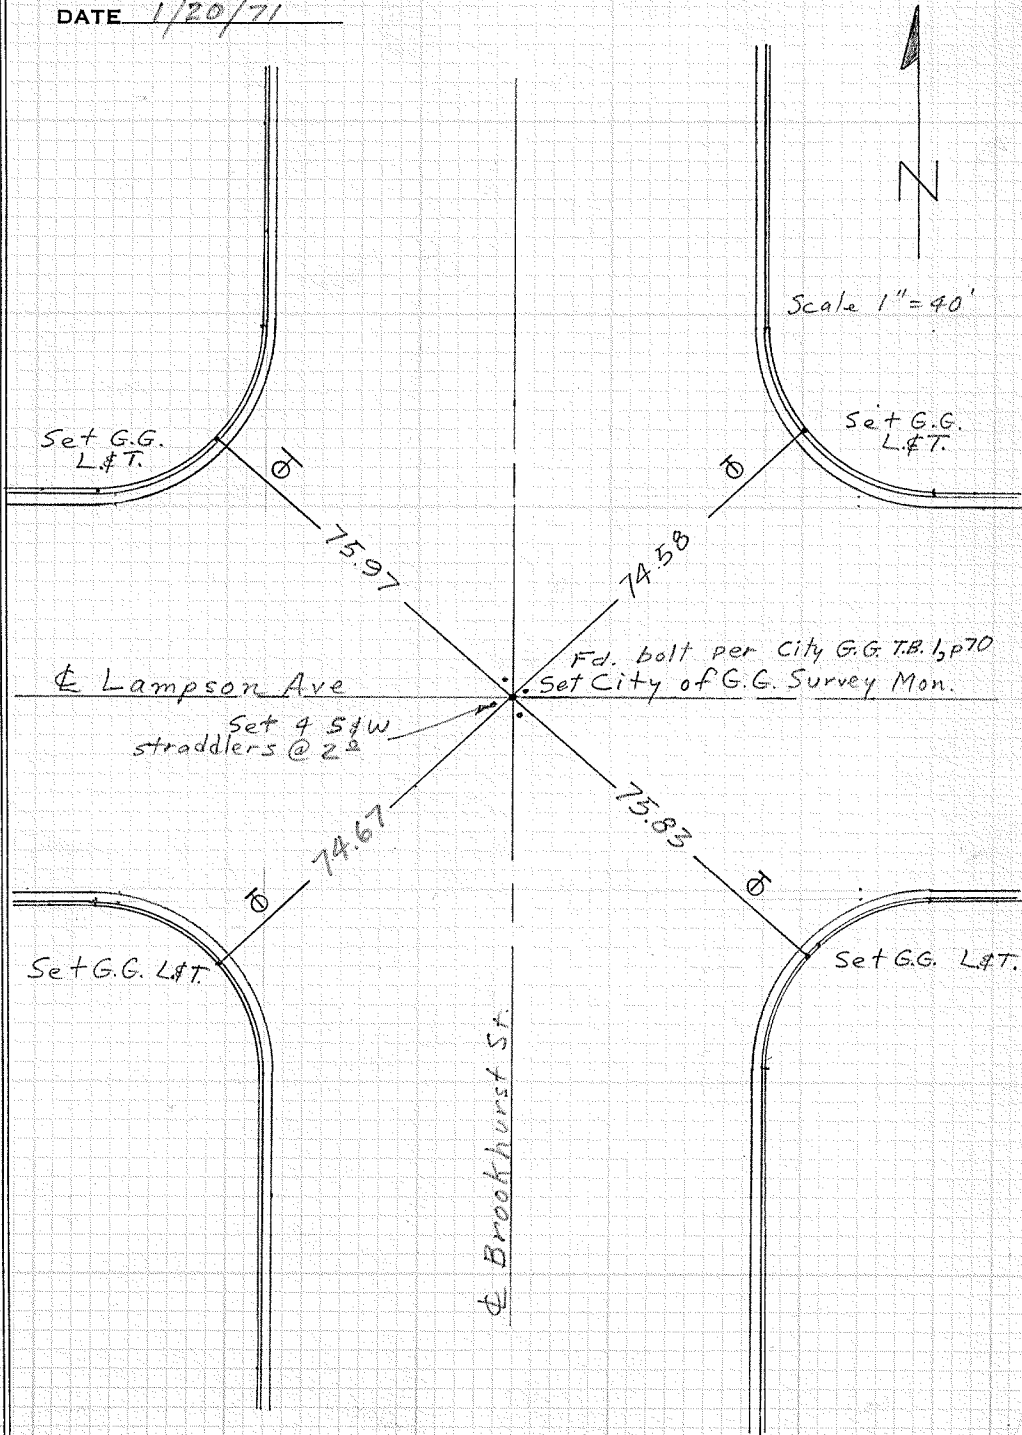 DATE 1/20/71
N
Scale 1"=40'
Set G.G.
L.&T.
Set G.G.
L.&T.
75.97
74.58
Fd. bolt per City G.G. T.B. 1, p70
Set City of G.G. Survey Mon.
℄ Lampson Ave
Set 4 S&W
straddlers @ 2º
74.67
75.83
Set G.G. L&T.
Set G.G. L&T.
℄ Brookhurst St.